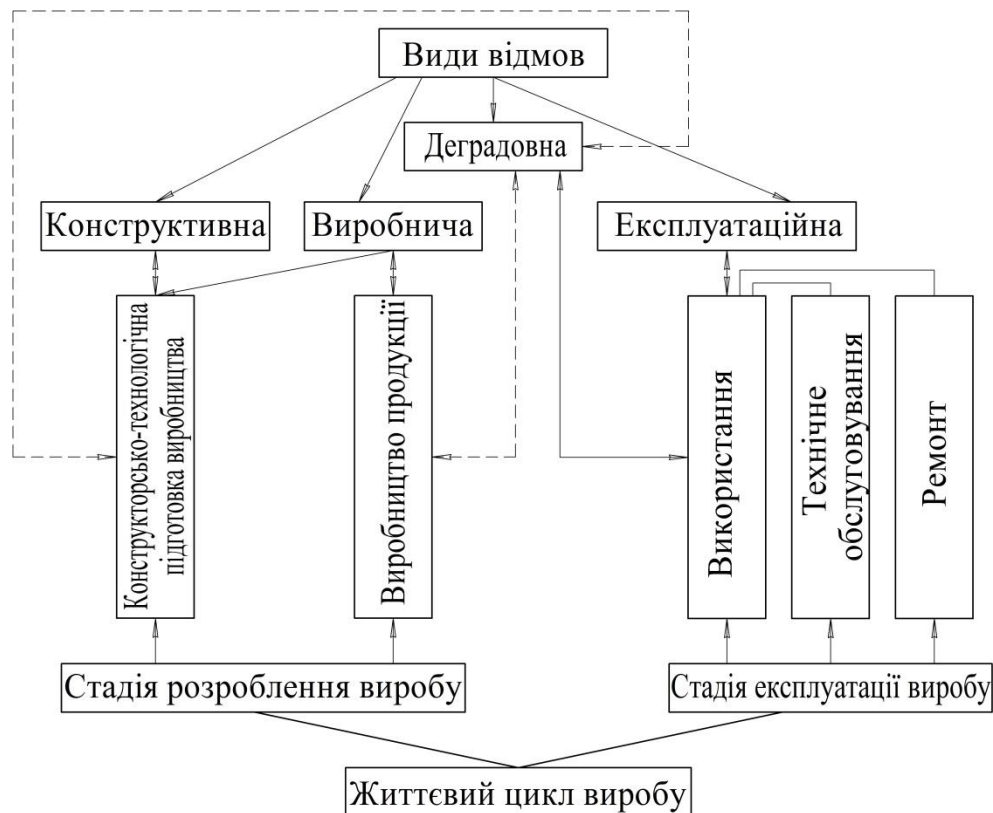 Види відмов
Деградовна
Конструктивна
Виробнича
Експлуатаційна
Конструкторсько-технологічна
підготовка виробництва
Виробництво продукції
Використання
Технічне
обслуговування
Ремонт
Стадія розроблення виробу
Стадія експлуатації виробу
Життєвий цикл виробу